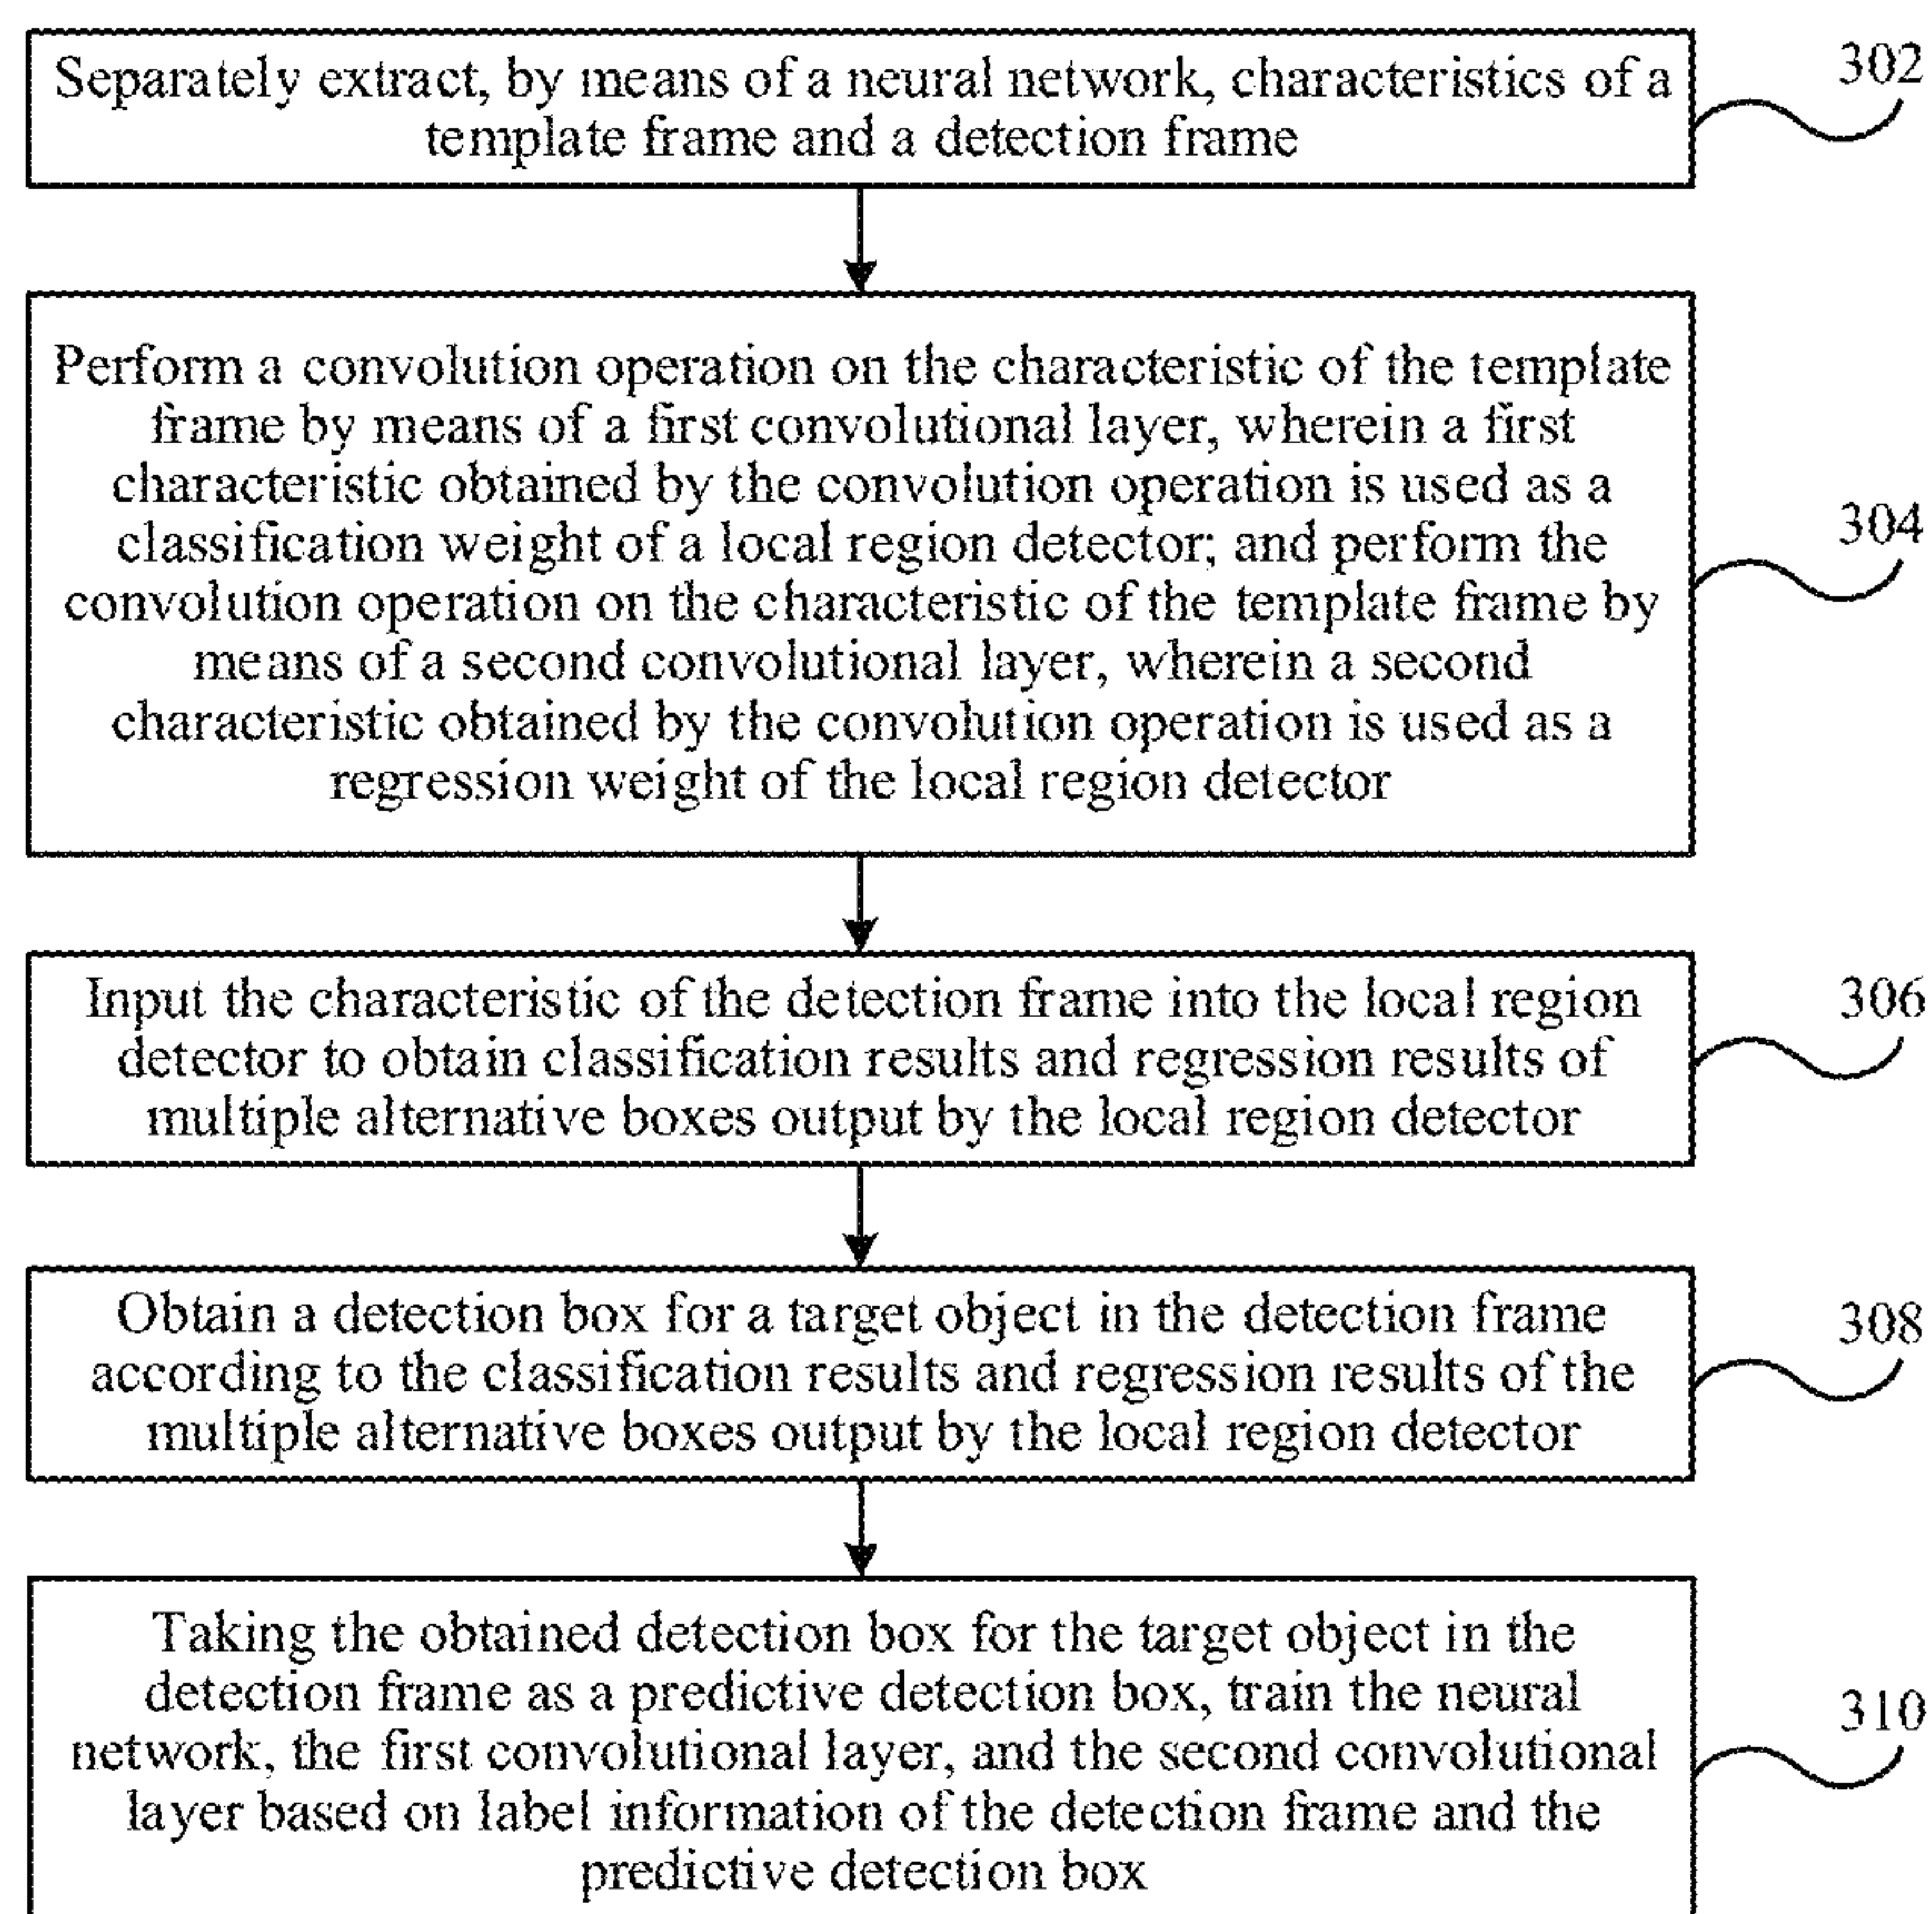 Separately extract, by means of a neural network, characteristics of a
template frame and a detection frame
302
Perform a convolution operation on the characteristic of the template
frame by means of a first convolutional layer, wherein a first
characteristic obtained by the convolution operation is used as a
classification weight of a local region detector; and perform the
convolution operation on the characteristic of the template frame by
means of a second convolutional layer, wherein a second
characteristic obtained by the convolution operation is used as a
regression weight of the local region detector
304
Input the characteristic of the detection frame into the local region
detector to obtain classification results and regression results of
multiple alternative boxes output by the local region detector
306
Obtain a detection box for a target object in the detection frame
according to the classification results and regression results of the
multiple alternative boxes output by the local region detector
308
Taking the obtained detection box for the target object in the
detection frame as a predictive detection box, train the neural
network, the first convolutional layer, and the second convolutional
layer based on label information of the detection frame and the
predictive detection box
310